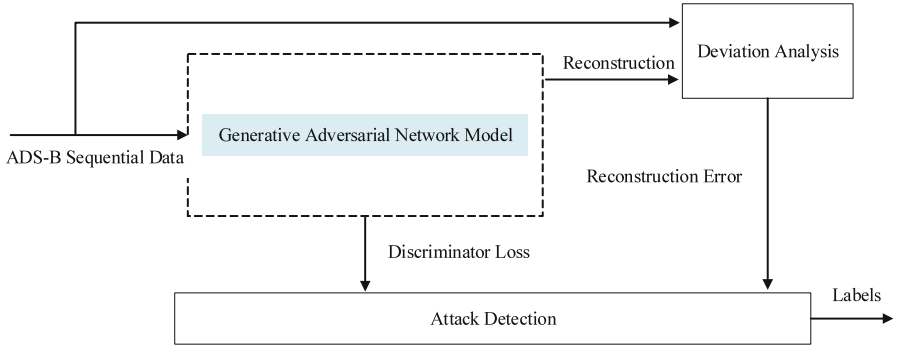 Deviation Analysis
Reconstruction
Generative Adversarial Network Model
ADS-B Sequential Data
Reconstruction Error
Discriminator Loss
Labels
Attack Detection